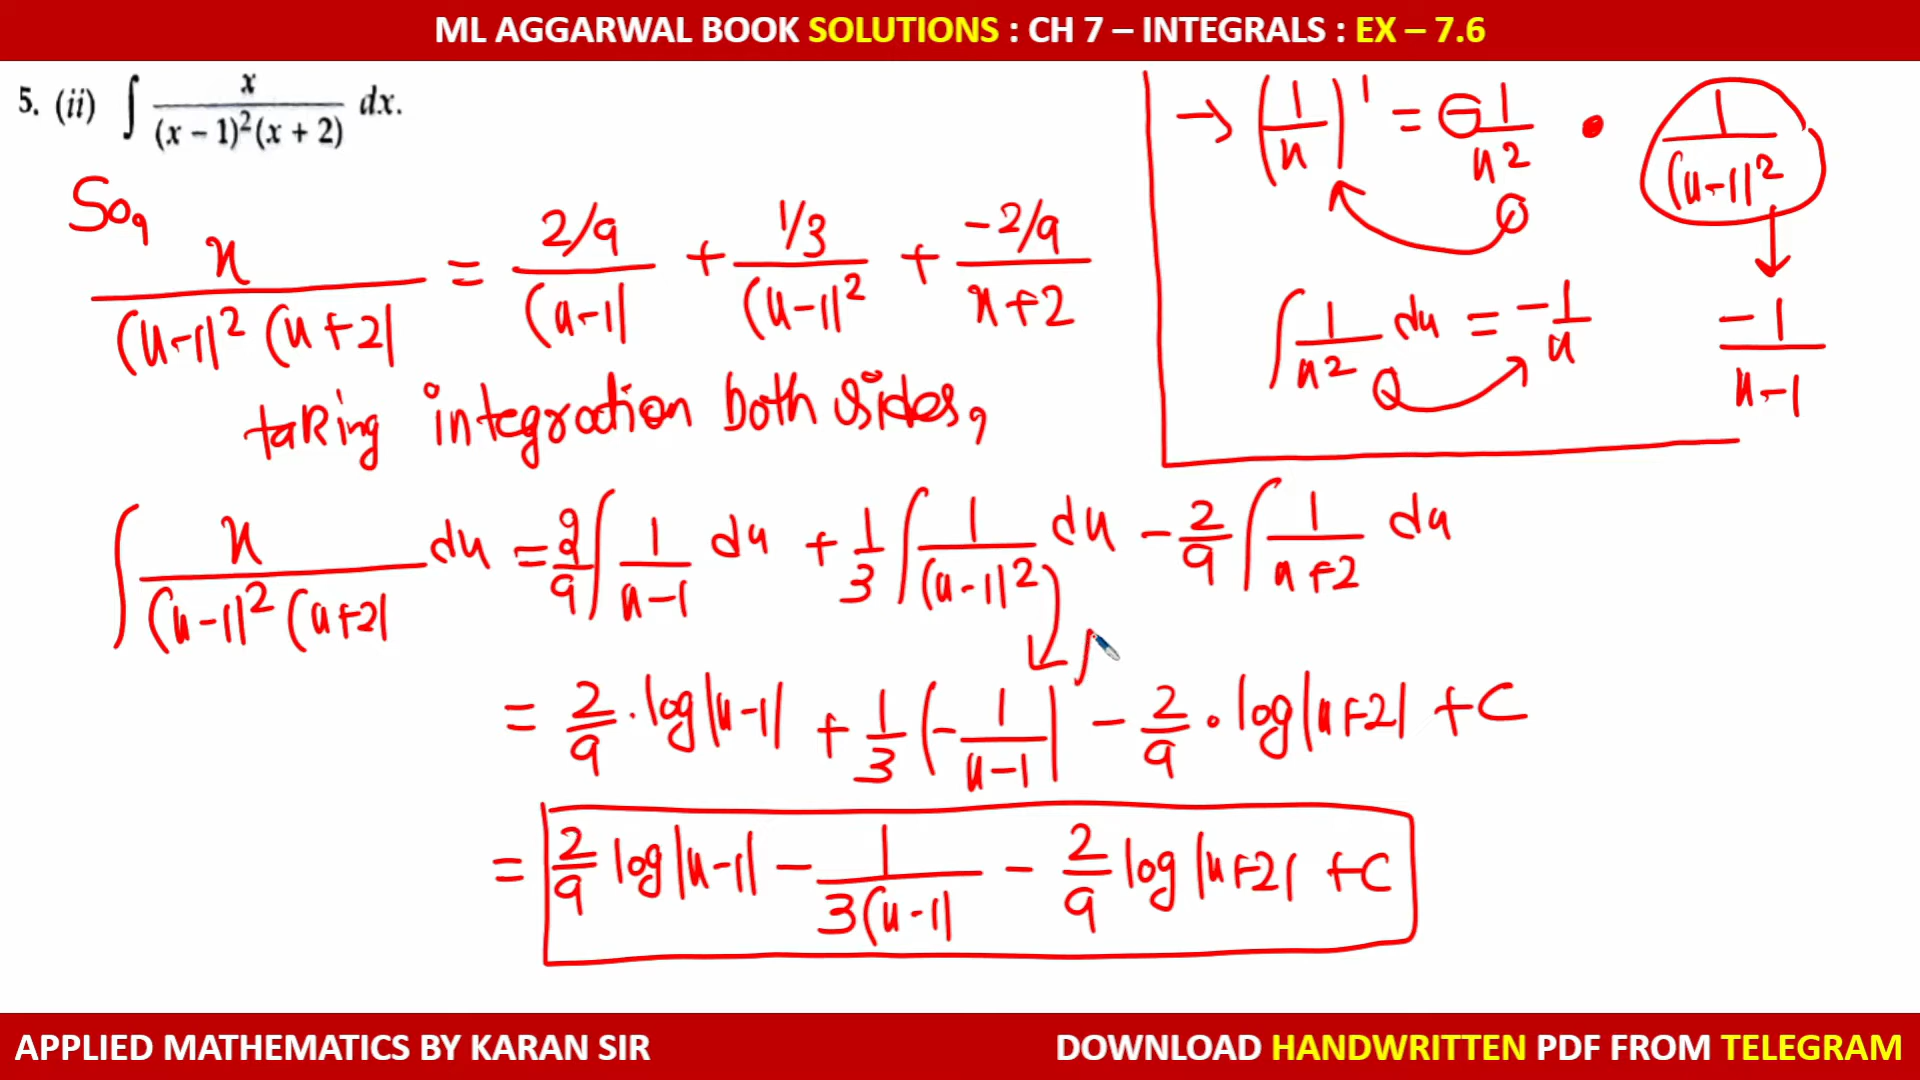 ML AGGARWAL BOOK SOLUTIONS : CH 7 – INTEGRALS : EX – 7.6
5. (ii) ∫ x / (x – 1)²(x + 2) dx.
→ (1/x)' = -1/x² • 1/(x-1)²
∫ 1/x² dx = -1/x
-1/x-1
So,
x / (x-1)² (x+2) = 2/9 / (x-1) + 1/3 / (x-1)² + -2/9 / x+2
taking integration both sides,
∫ x / (x-1)² (x+2) dx = 2/9 ∫ 1/x-1 dx + 1/3 ∫ 1/(x-1)² dx - 2/9 ∫ 1/x+2 dx
= 2/9 . log|x-1| + 1/3 (- 1/x-1) - 2/9 . log|x+2| + C
= 2/9 log|x-1| - 1/3(x-1) - 2/9 log|x+2| + C
APPLIED MATHEMATICS BY KARAN SIR
DOWNLOAD HANDWRITTEN PDF FROM TELEGRAM